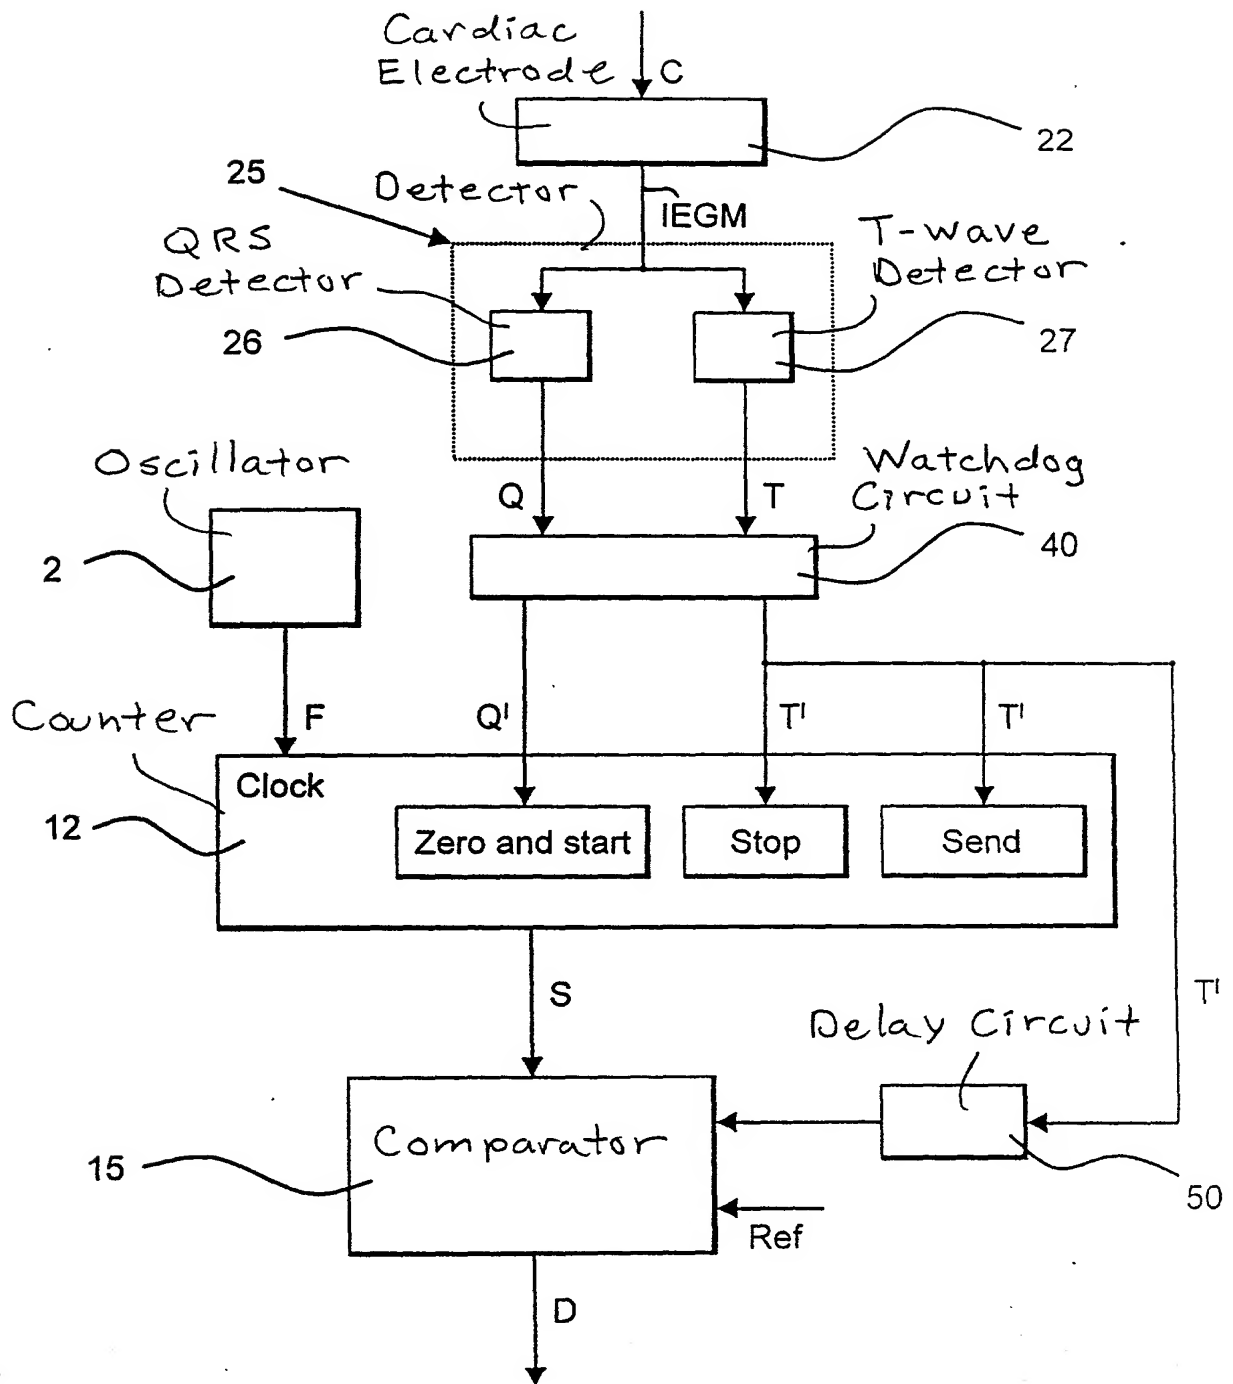 Cardiac
Electrode
C
22
25
Detector
IEGM
QRS
Detector
T-wave
Detector
26
27
Oscillator
Q
T
Watchdog
Circuit
2
40
Counter
F
Q'
T'
T'
Clock
12
Zero and start
Stop
Send
S
T'
Delay Circuit
Comparator
15
50
Ref
D